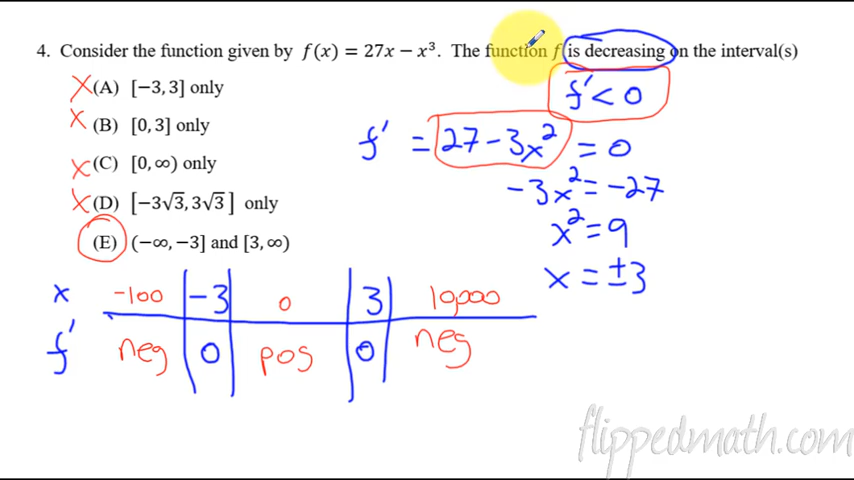 4. Consider the function given by f(x) = 27x − x³. The function f is decreasing on the interval(s)
X (A) [−3, 3] only
f' < 0
X (B) [0, 3] only
f' = 27 − 3x² = 0
X (C) [0, ∞) only
−3x² = −27
X (D) [−3√3, 3√3] only
x² = 9
(E) (−∞, −3] and [3, ∞)
x = ±3
x -100 −3 0 3 10,000
f' neg 0 pos 0 neg
flippedmath.com